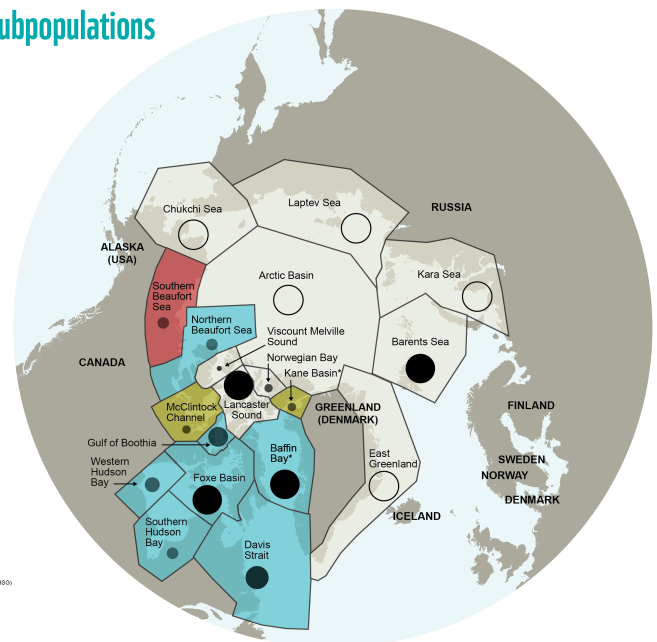 ubpopulations
Chukchi Sea
Laptev Sea
RUSSIA
ALASKA
(USA)
Arctic Basin
Kara Sea
Southern
Beaufort
Sea
Northern
Beaufort Sea
Viscount Melville
Sound
Norwegian Bay
Kane Basin*
Barents Sea
CANADA
McClintock
Channel
Lancaster
Sound
GREENLAND
(DENMARK)
FINLAND
Gulf of Boothia
Western
Hudson
Bay
Foxe Basin
Baffin
Bay*
East
Greenland
SWEDEN
NORWAY
DENMARK
ICELAND
Southern
Hudson
Bay
Davis
Strait